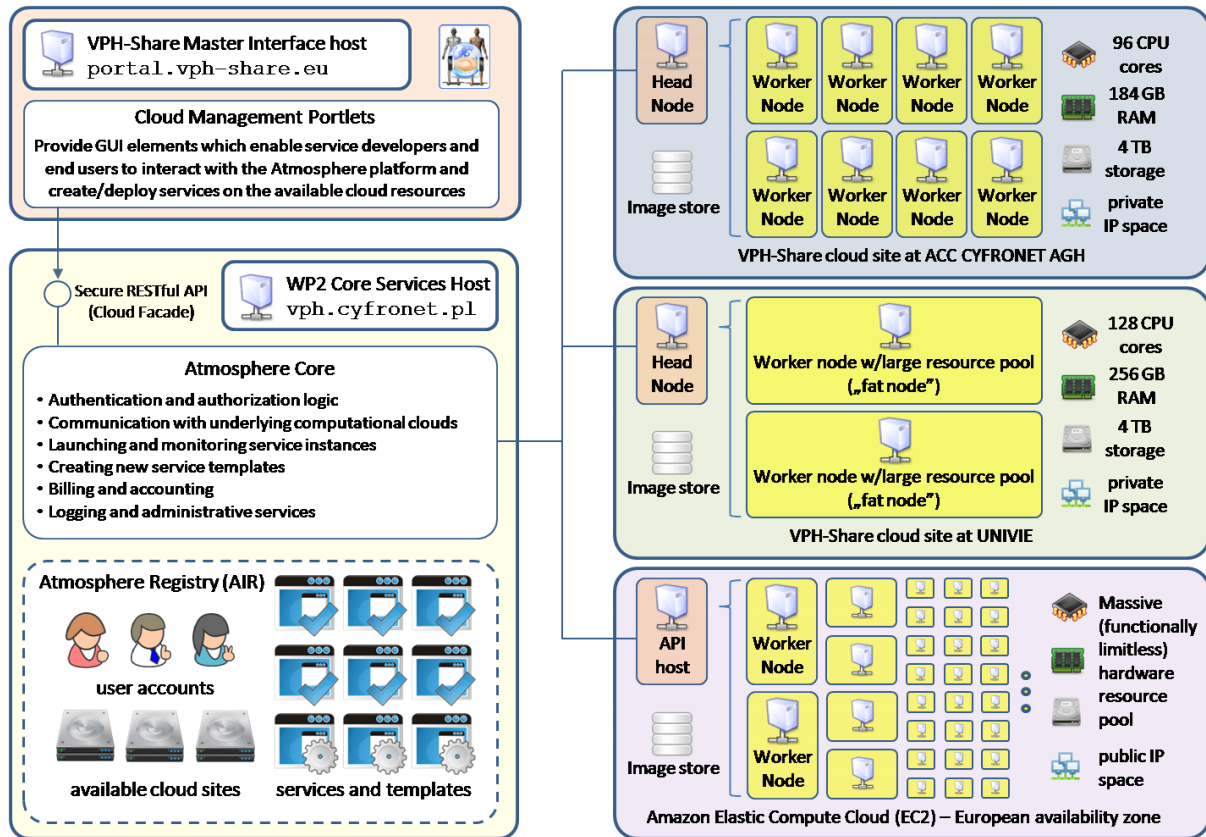 VPH-Share Master Interface host
portal.vph-share.eu
Cloud Management Portlets
Provide GUI elements which enable service developers and
end users to interact with the Atmosphere platform and
create/deploy services on the available cloud resources
Secure RESTful API
(Cloud Facade)
WP2 Core Services Host
vph.cyfronet.pl
Atmosphere Core
• Authentication and authorization logic
• Communication with underlying computational clouds
• Launching and monitoring service instances
• Creating new service templates
• Billing and accounting
• Logging and administrative services
Atmosphere Registry (AIR)
user accounts
available cloud sites
services and templates
Head
Node
Image store
Worker
Node
Worker
Node
Worker
Node
Worker
Node
Worker
Node
Worker
Node
Worker
Node
Worker
Node
96 CPU
cores
184 GB
RAM
4 TB
storage
private
IP space
VPH-Share cloud site at ACC CYFRONET AGH
Head
Node
Image store
Worker node w/large resource pool
(„fat node”)
Worker node w/large resource pool
(„fat node”)
128 CPU
cores
256 GB
RAM
4 TB
storage
private
IP space
VPH-Share cloud site at UNIVIE
API
host
Image store
Worker
Node
Worker
Node
Massive
(functionally
limitless)
hardware
resource
pool
public IP
space
Amazon Elastic Compute Cloud (EC2) – European availability zone